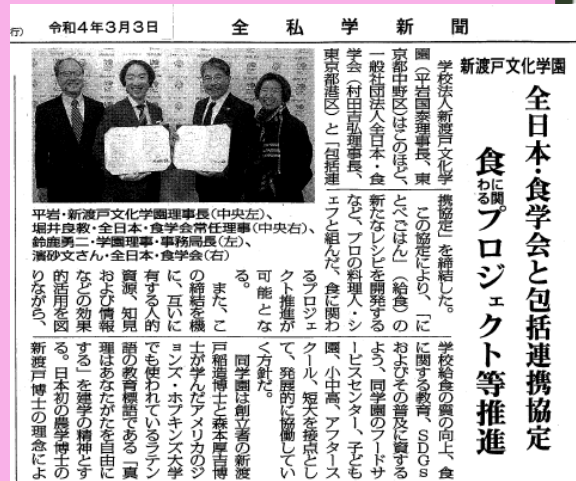 行)
令和4年3月3日
全私学新聞
新渡戸文化学園
全日本・食学会と包括連携協定
食に関わるプロジェクト等推進
学校法人新渡戸文化学
園(平岩国泰理事長、東
京都中野区)はこのほど、
一般社団法人全日本・食
学会(村田吉弘理事長、
東京都港区)と「包括連
携協定」を締結した。
この協定により、「に
とべごはん」(給食)の
新たなレシピを開発する
など、プロの料理人・シ
ェフと組んだ、食に関わ
るプロジェ
クト推進が
可能とな
る。
また、こ
の締結を機
に、互いに
有する人的
資源、知見
および情報
などの効果
的活用を図
りながら、
学校給食の質の向上、食
に関する教育、SDGs
およびその普及に資する
よう、同学園のフードサ
ービスセンター、子ども
園、小中高、アフタース
クール、短大を接点とし
て、発展的に協働してい
く方針だ。
同学園は創立者の新渡
戸稲造博士と森本厚吉博
士が学んだアメリカのジ
ョンズ・ホプキンズ大学
でも使われているラテン
語の教育標語である「真
理はあなたがたを自由に
する」を建学の精神とす
る。日本初の農学博士の
新渡戸博士の理念によ
平岩・新渡戸文化学園理事長(中央左)、
堀井良教・全日本・食学会常任理事(中央右)、
鈴鹿勇二・学園理事・事務局長(左)、
濱砂文さん・全日本・食学会(右)